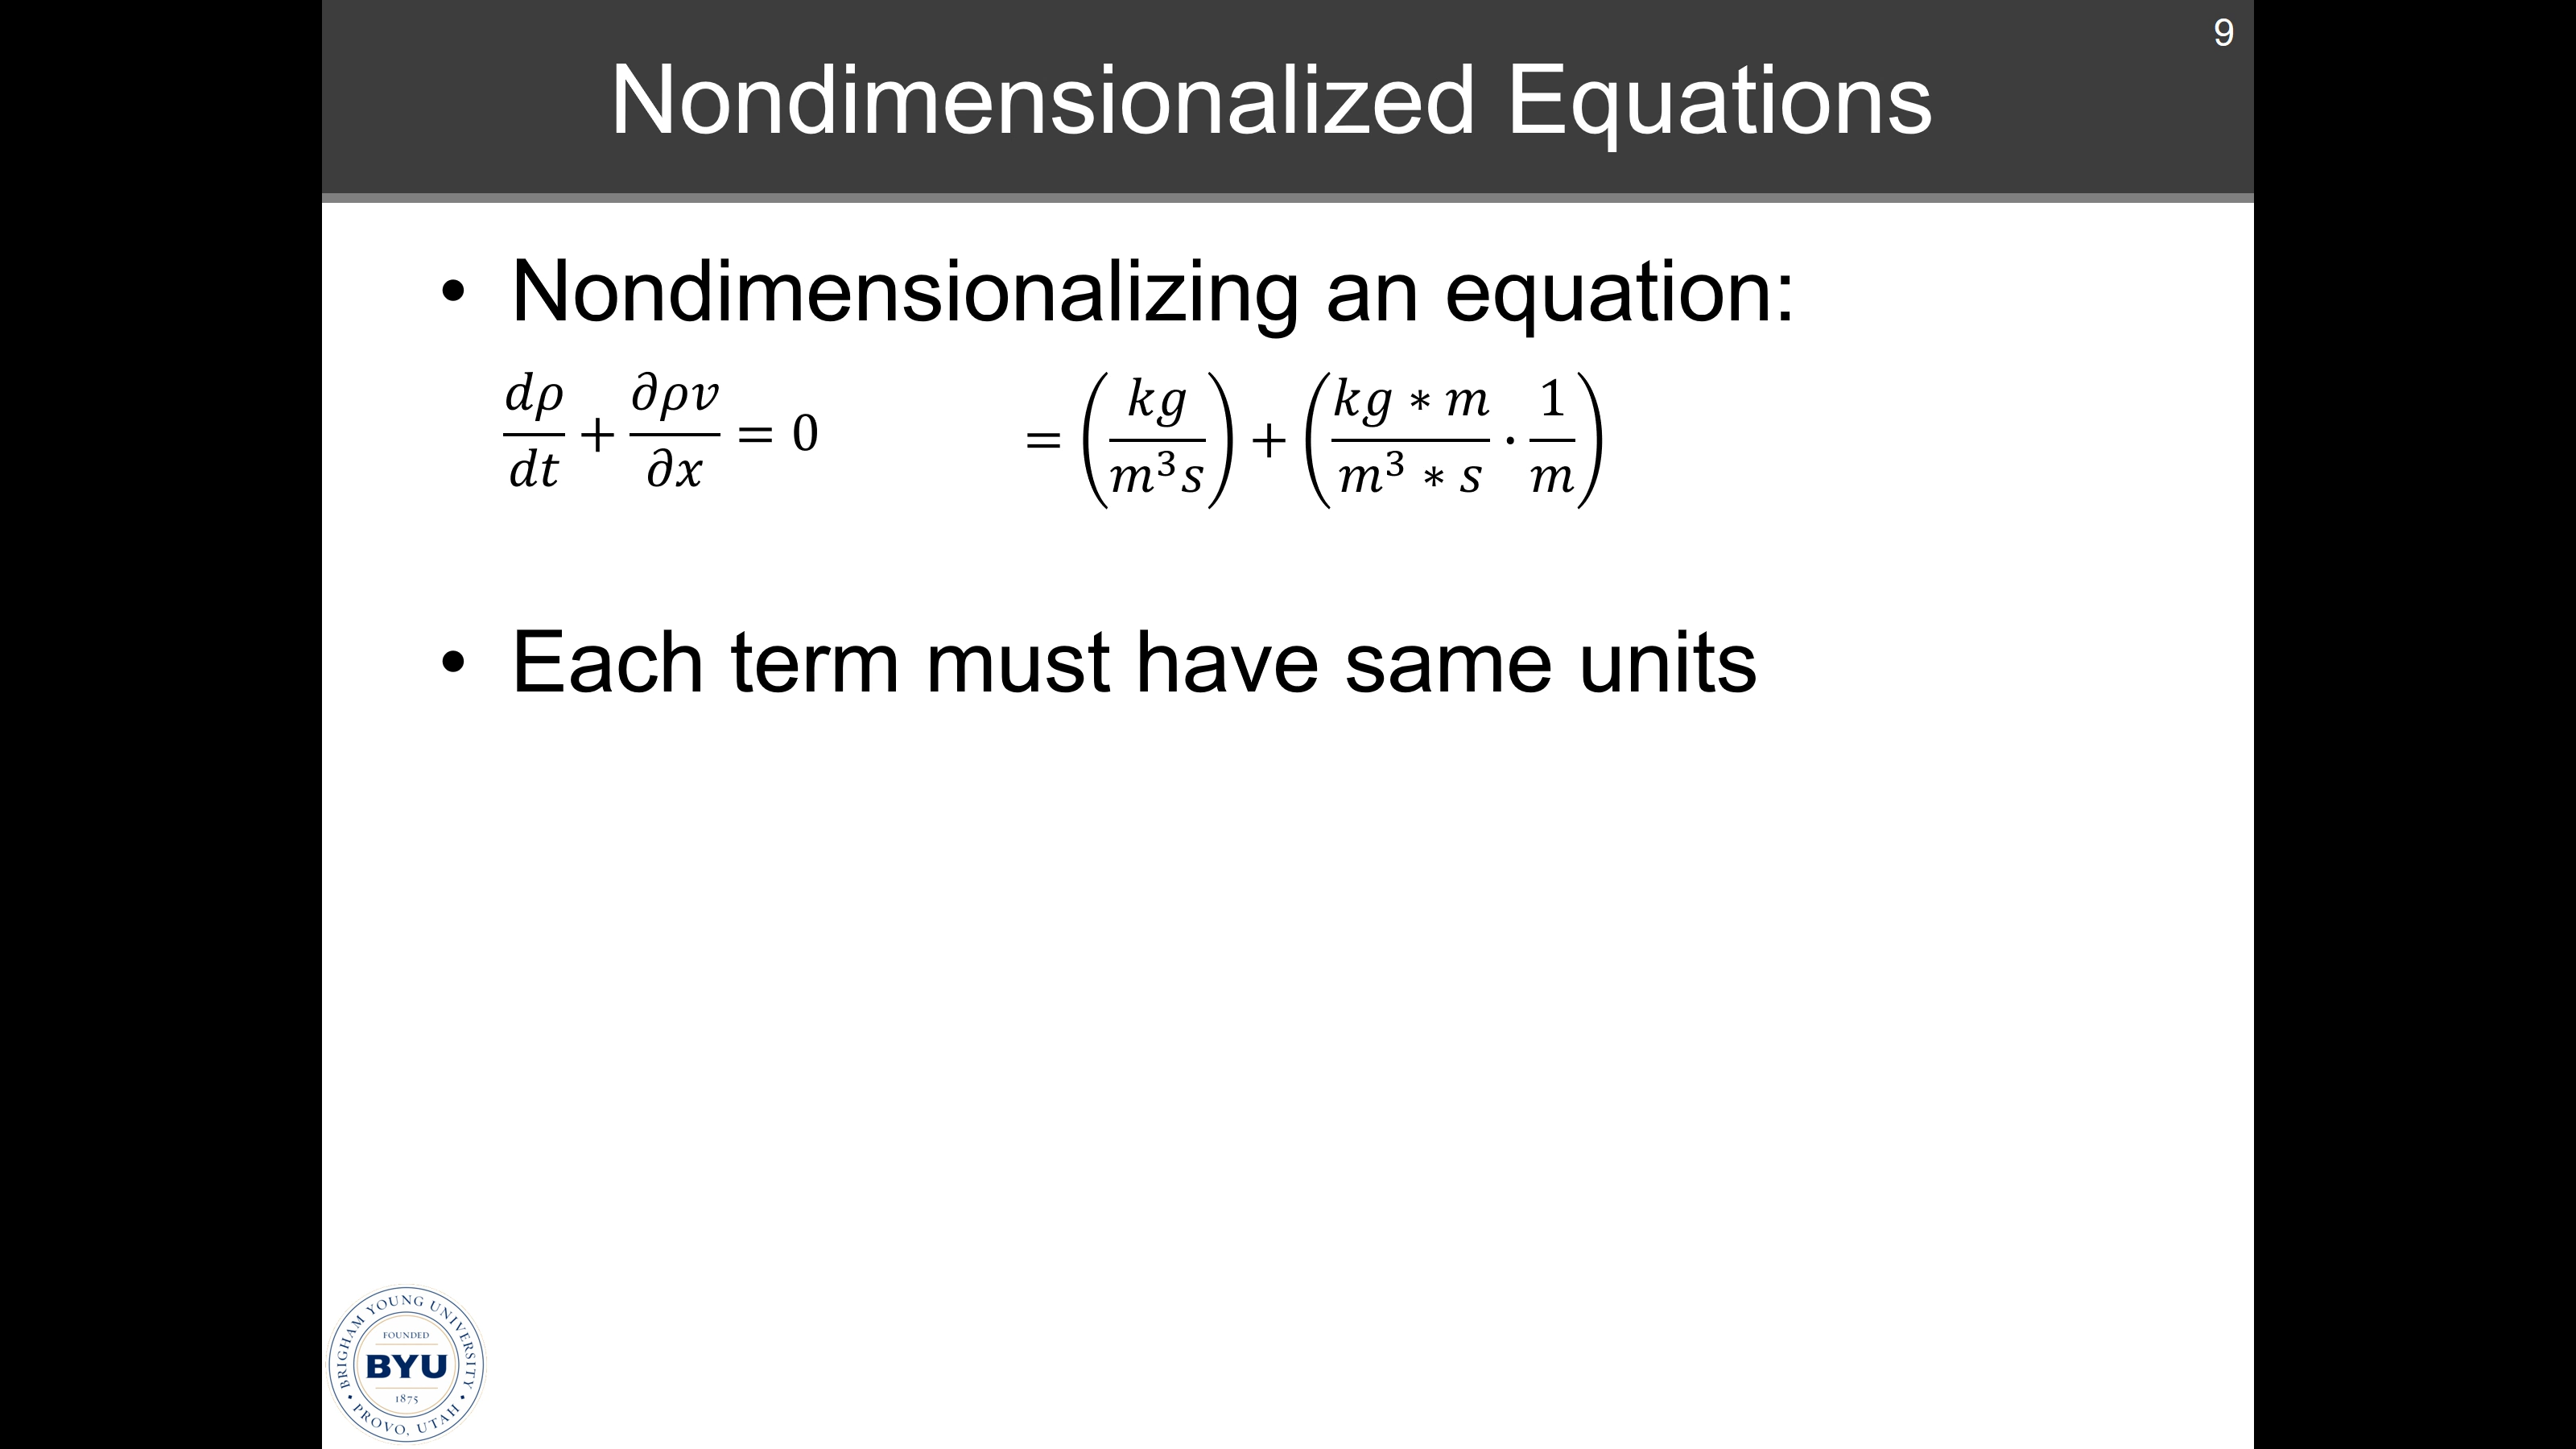 9
Nondimensionalized Equations
• Nondimensionalizing an equation:
dρ/dt + ∂ρv/∂x = 0    = (kg/m³s) + (kg * m/m³ * s · 1/m)
• Each term must have same units
BRIGHAM YOUNG UNIVERSITY
FOUNDED
BYU
1875
• PROVO, UTAH •